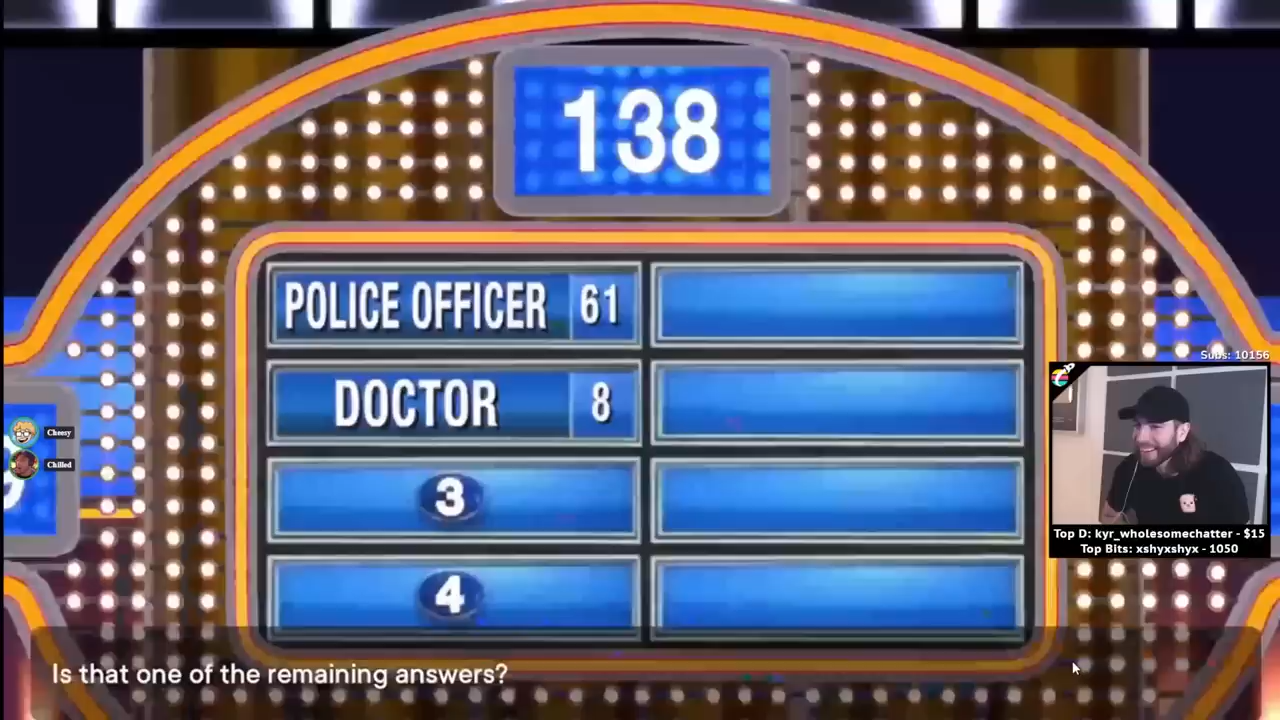 138
POLICE OFFICER 61
DOCTOR 8
3
4
Cheesy
Chilled
Subs: 10156
Top D: kyr_wholesomechatter - $15
Top Bits: xshyxshyx - 1050
Is that one of the remaining answers?